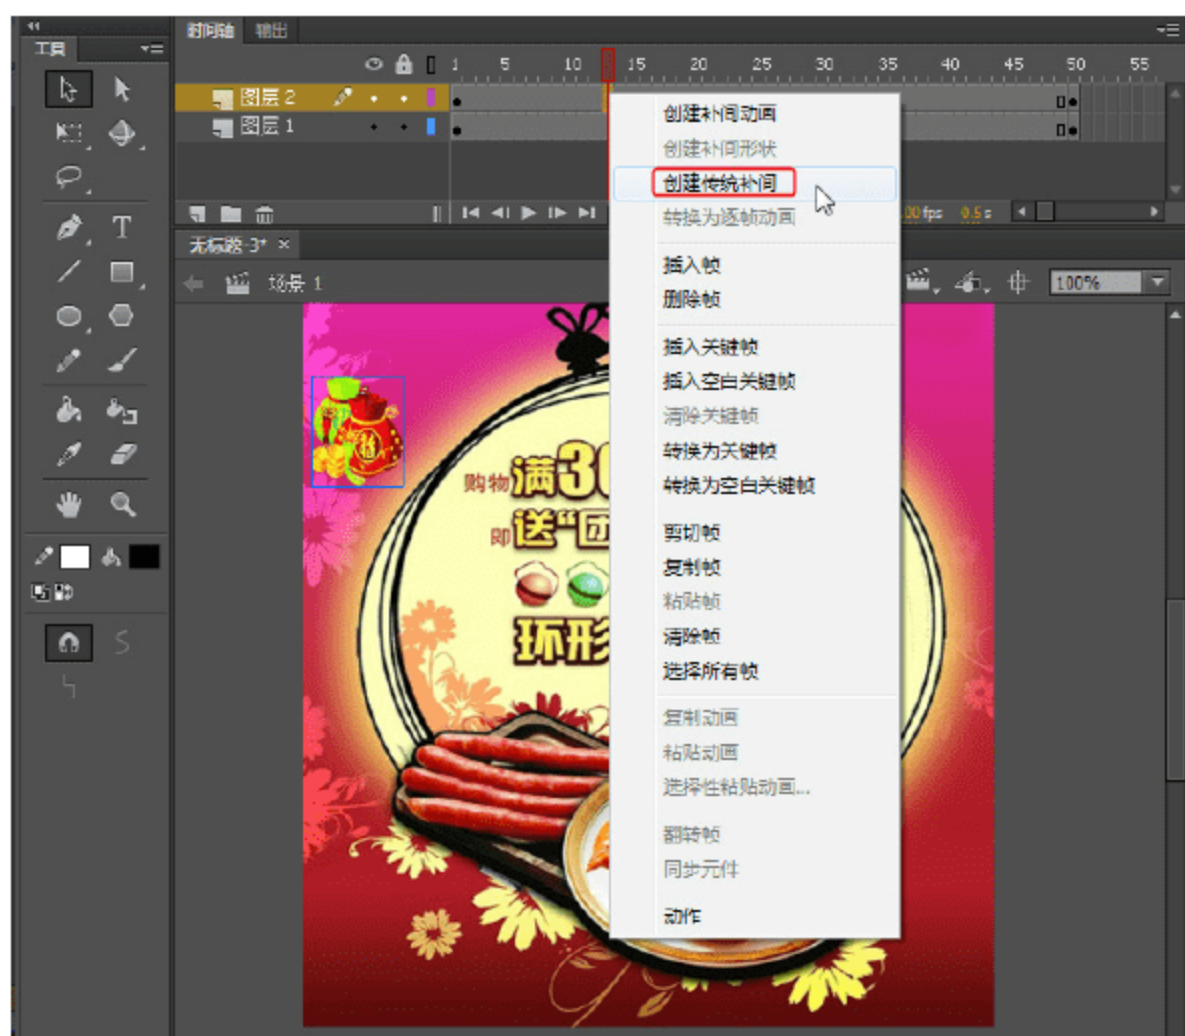 工具
时间轴 输出
1 5 10 15 20 25 30 35 40 45 50 55
图层 2
图层 1
00 fps 0.5 s
无标题-3* ×
场景 1
100%
创建补间动画
创建补间形状
创建传统补间
转换为逐帧动画
插入帧
删除帧
插入关键帧
插入空白关键帧
清除关键帧
转换为关键帧
转换为空白关键帧
剪切帧
复制帧
粘贴帧
清除帧
选择所有帧
复制动画
粘贴动画
选择性粘贴动画...
翻转帧
同步元件
动作
T
福
购物满30
即送“团
环形